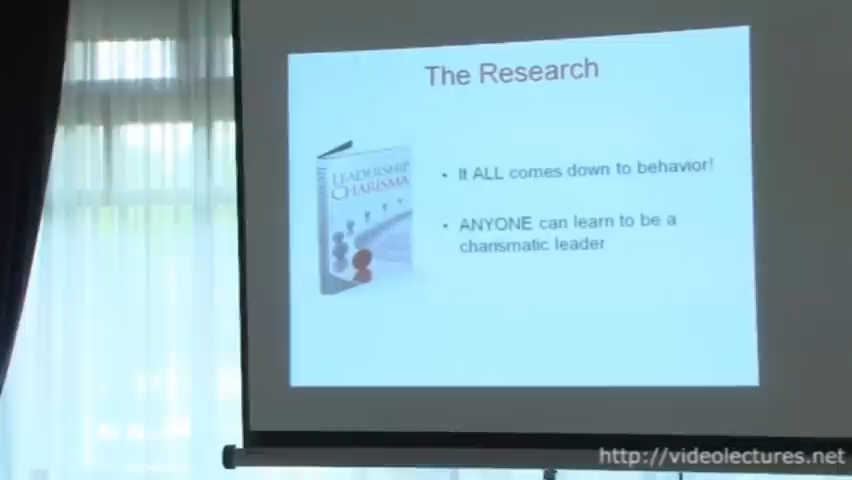 The Research
LEADERSHIP
CHARISMA
• It ALL comes down to behavior!
• ANYONE can learn to be a
charismatic leader
http://videolectures.net